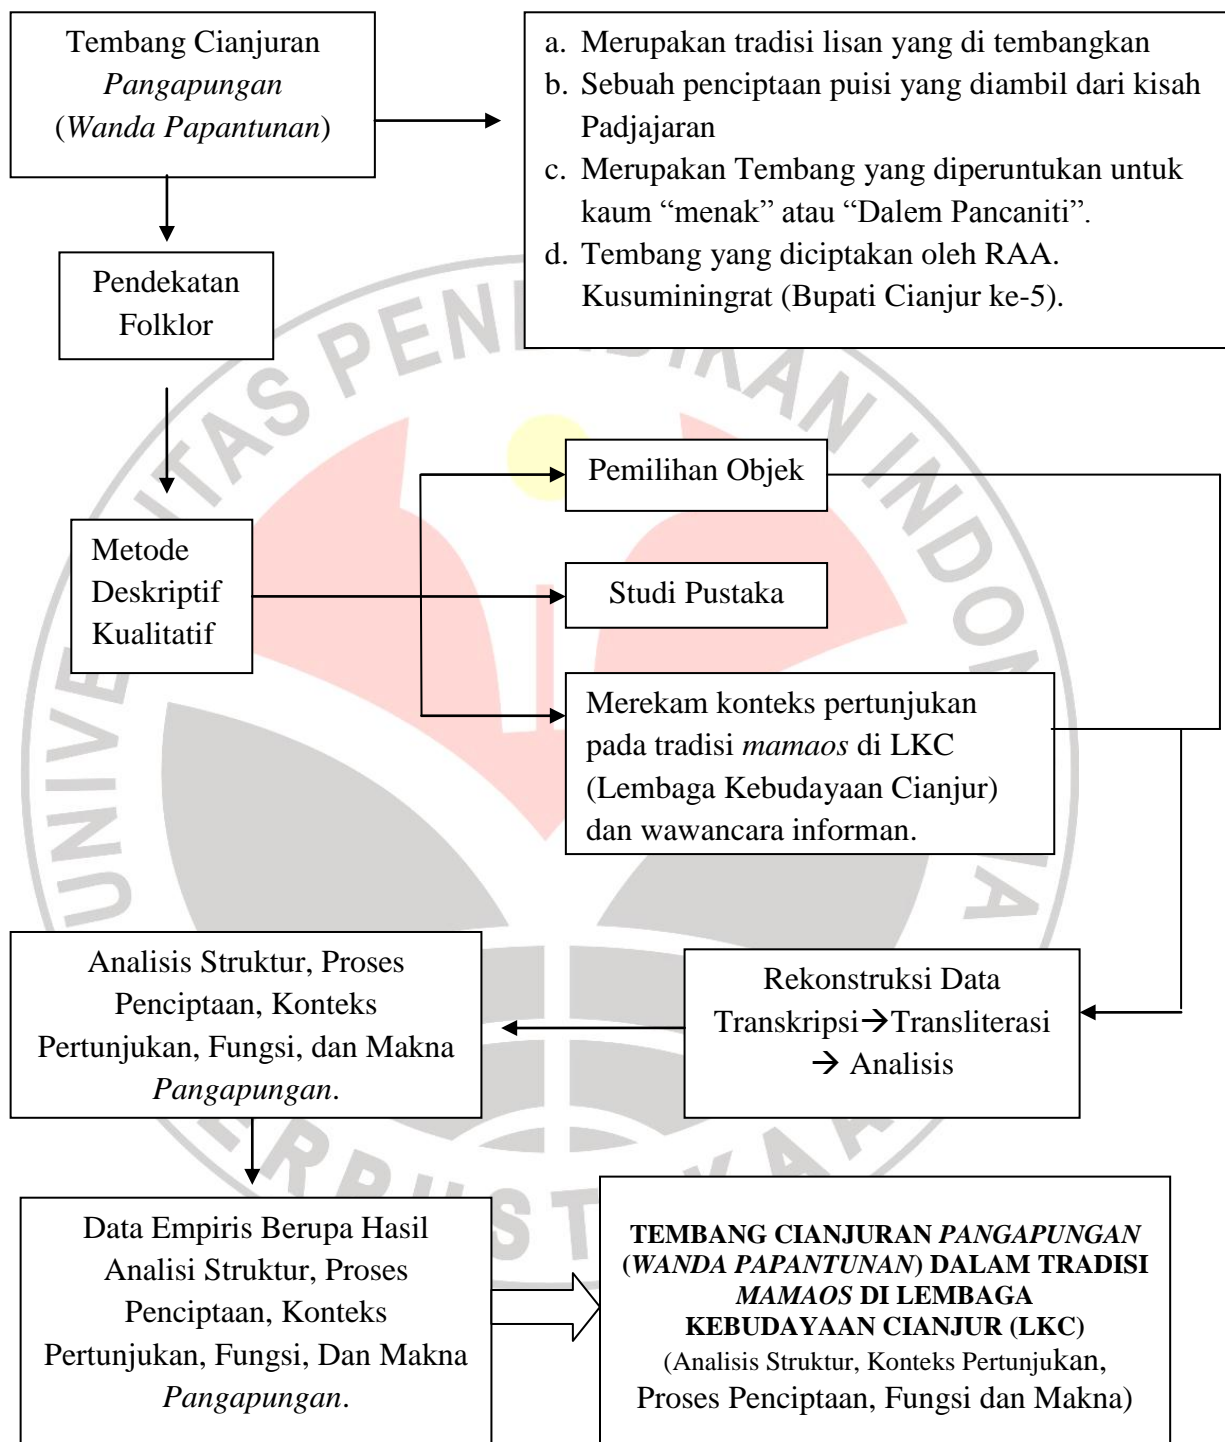 Tembang Cianjuran
Pangapungan
(Wanda Papantunan)
a. Merupakan tradisi lisan yang di tembangkan
b. Sebuah penciptaan puisi yang diambil dari kisah
Padjajaran
c. Merupakan Tembang yang diperuntukan untuk
kaum “menak” atau “Dalem Pancaniti”.
d. Tembang yang diciptakan oleh RAA.
Kusuminingrat (Bupati Cianjur ke-5).
Pendekatan
Folklor
Metode
Deskriptif
Kualitatif
Pemilihan Objek
Studi Pustaka
Merekam konteks pertunjukan
pada tradisi mamaos di LKC
(Lembaga Kebudayaan Cianjur)
dan wawancara informan.
Rekonstruksi Data
Transkripsi→Transliterasi
→ Analisis
Analisis Struktur, Proses
Penciptaan, Konteks
Pertunjukan, Fungsi, dan Makna
Pangapungan.
Data Empiris Berupa Hasil
Analisi Struktur, Proses
Penciptaan, Konteks
Pertunjukan, Fungsi, Dan Makna
Pangapungan.
TEMBANG CIANJURAN PANGAPUNGAN
(WANDA PAPANTUNAN) DALAM TRADISI
MAMAOS DI LEMBAGA
KEBUDAYAAN CIANJUR (LKC)
(Analisis Struktur, Konteks Pertunjukan,
Proses Penciptaan, Fungsi dan Makna)